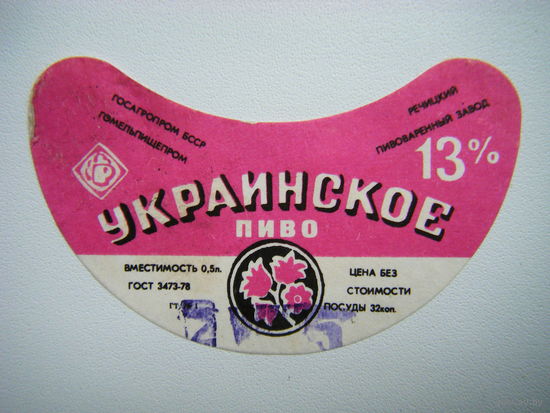 ГОСАГРОПРОМ БССР
ГОМЕЛЬПИЩЕПРОМ
РЕЧИЦКИЙ
ПИВОВАРЕННЫЙ ЗАВОД
13%
УКРАИНСКОЕ
ПИВО
ВМЕСТИМОСТЬ 0,5л.
ГОСТ 3473-78
ЦЕНА БЕЗ
СТОИМОСТИ
ПОСУДЫ 32коп.